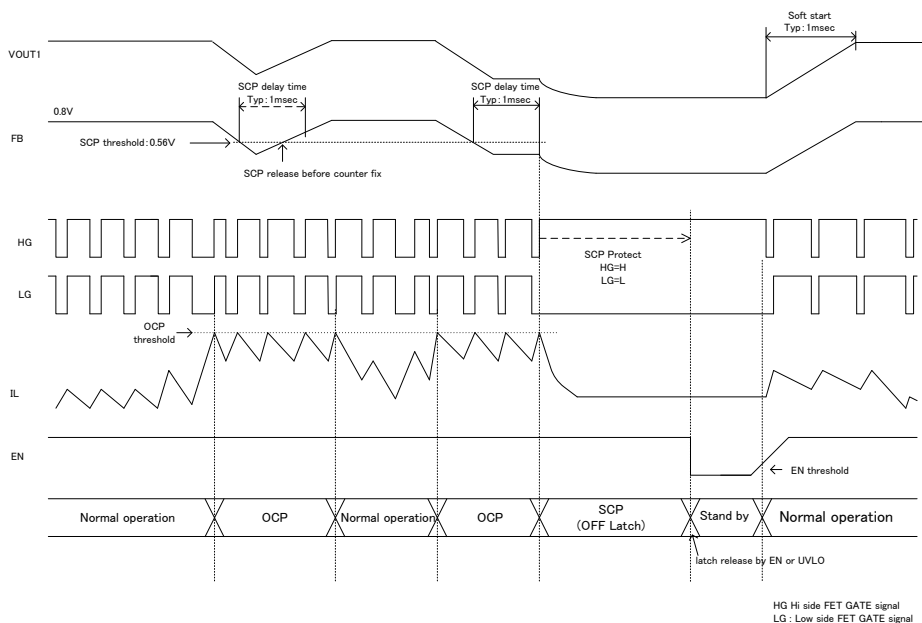 Soft start
Typ：1msec
VOUT1
SCP delay time
Typ：1msec
SCP delay time
Typ：1msec
0.8V
FB
SCP threshold：0.56V
SCP release before counter fix
HG
SCP Protect
HG=H
LG=L
LG
OCP
threshold
IL
EN
EN threshold
Normal operation
OCP
Normal operation
OCP
SCP
(OFF Latch)
Stand by
Normal operation
latch release by EN or UVLO
HG Hi side FET GATE signal
LG : Low side FET GATE signal